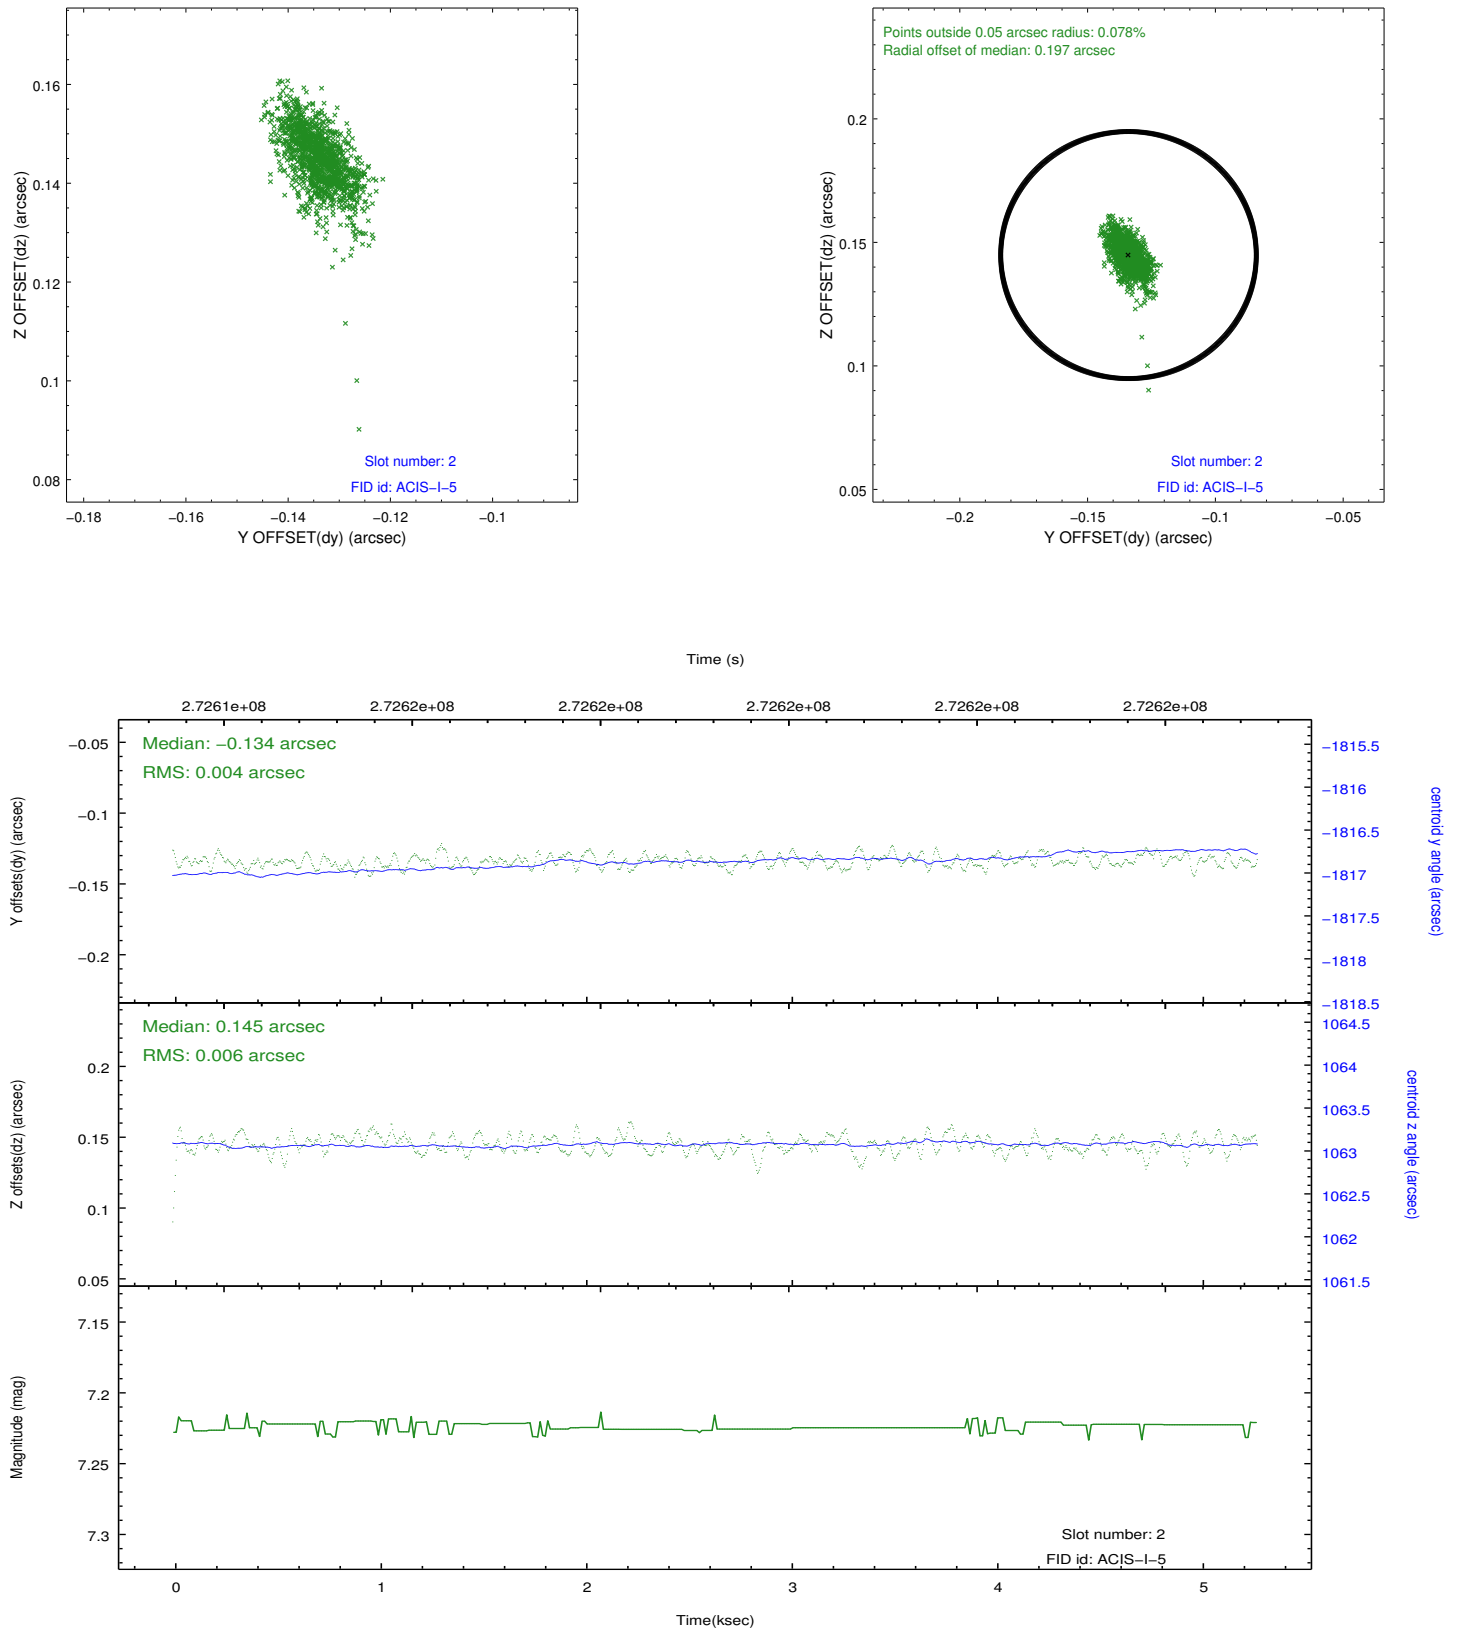 0.16
0.14
0.12
0.1
0.08
Z OFFSET(dz) (arcsec)
Slot number: 2
FID id: ACIS−I−5
−0.18 −0.16 −0.14 −0.12 −0.1
Y OFFSET(dy) (arcsec)
Points outside 0.05 arcsec radius: 0.078%
Radial offset of median: 0.197 arcsec
0.2
0.15
0.1
0.05
Z OFFSET(dz) (arcsec)
Slot number: 2
FID id: ACIS−I−5
−0.2 −0.15 −0.1 −0.05
Y OFFSET(dy) (arcsec)
Time (s)
2.7261e+08 2.7262e+08 2.7262e+08 2.7262e+08 2.7262e+08 2.7262e+08
Median: −0.134 arcsec
RMS: 0.004 arcsec
−0.05
−0.1
−0.15
−0.2
Y offsets(dy) (arcsec)
−1815.5
−1816
−1816.5
−1817
−1817.5
−1818
−1818.5
centroid y angle (arcsec)
Median: 0.145 arcsec
RMS: 0.006 arcsec
0.2
0.15
0.1
0.05
Z offsets(dz) (arcsec)
1064.5
1064
1063.5
1063
1062.5
1062
1061.5
centroid z angle (arcsec)
7.15
7.2
7.25
7.3
Magnitude (mag)
Slot number: 2
FID id: ACIS−I−5
0 1 2 3 4 5
Time(ksec)